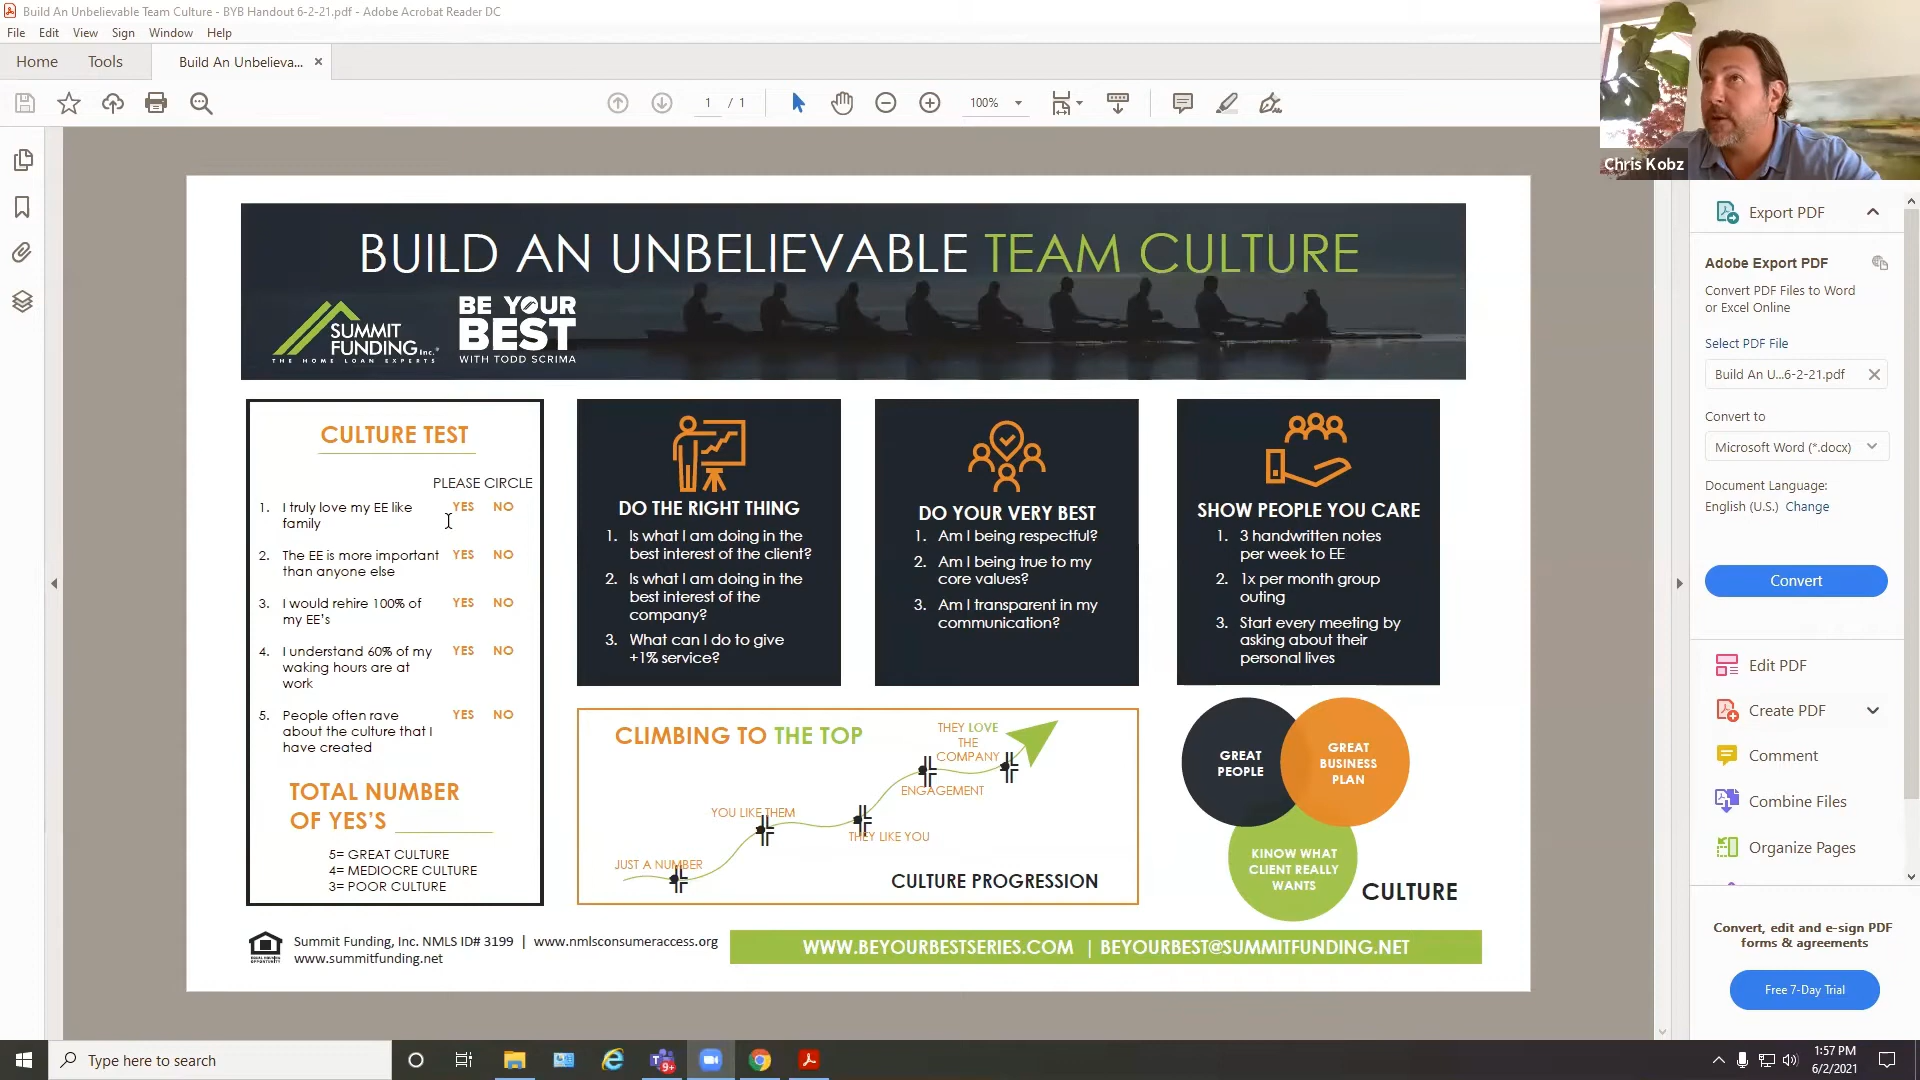 Build An Unbelievable Team Culture - BYB Handout 6-2-21.pdf - Adobe Acrobat Reader DC
File Edit View Sign Window Help
Home Tools Build An Unbelieva... ×
1 / 1 100%
Chris Kobz
BUILD AN UNBELIEVABLE TEAM CULTURE
SUMMIT
FUNDING Inc.
THE HOME LOAN EXPERTS
BE YOUR
BEST
WITH TODD SCRIMA
CULTURE TEST
PLEASE CIRCLE
1. I truly love my EE like YES NO
family
2. The EE is more important YES NO
than anyone else
3. I would rehire 100% of YES NO
my EE's
4. I understand 60% of my YES NO
waking hours are at
work
5. People often rave YES NO
about the culture that I
have created
TOTAL NUMBER
OF YES'S
5= GREAT CULTURE
4= MEDIOCRE CULTURE
3= POOR CULTURE
DO THE RIGHT THING
1. Is what I am doing in the
best interest of the client?
2. Is what I am doing in the
best interest of the
company?
3. What can I do to give
+1% service?
DO YOUR VERY BEST
1. Am I being respectful?
2. Am I being true to my
core values?
3. Am I transparent in my
communication?
SHOW PEOPLE YOU CARE
1. 3 handwritten notes
per week to EE
2. 1x per month group
outing
3. Start every meeting by
asking about their
personal lives
CLIMBING TO THE TOP
THEY LOVE
THE
COMPANY
ENGAGEMENT
YOU LIKE THEM
THEY LIKE YOU
JUST A NUMBER
CULTURE PROGRESSION
GREAT
PEOPLE
GREAT
BUSINESS
PLAN
KINOW WHAT
CLIENT REALLY
WANTS
CULTURE
EQUAL HOUSING
OPPORTUNITY
Summit Funding, Inc. NMLS ID# 3199 | www.nmlsconsumeraccess.org
www.summitfunding.net
WWW.BEYOURBESTSERIES.COM | BEYOURBEST@SUMMITFUNDING.NET
Export PDF
Adobe Export PDF
Convert PDF Files to Word
or Excel Online
Select PDF File
Build An U...6-2-21.pdf
Convert to
Microsoft Word (*.docx)
Document Language:
English (U.S.) Change
Convert
Edit PDF
Create PDF
Comment
Combine Files
Organize Pages
Convert, edit and e-sign PDF
forms & agreements
Free 7-Day Trial
Type here to search
9+
1:57 PM
6/2/2021